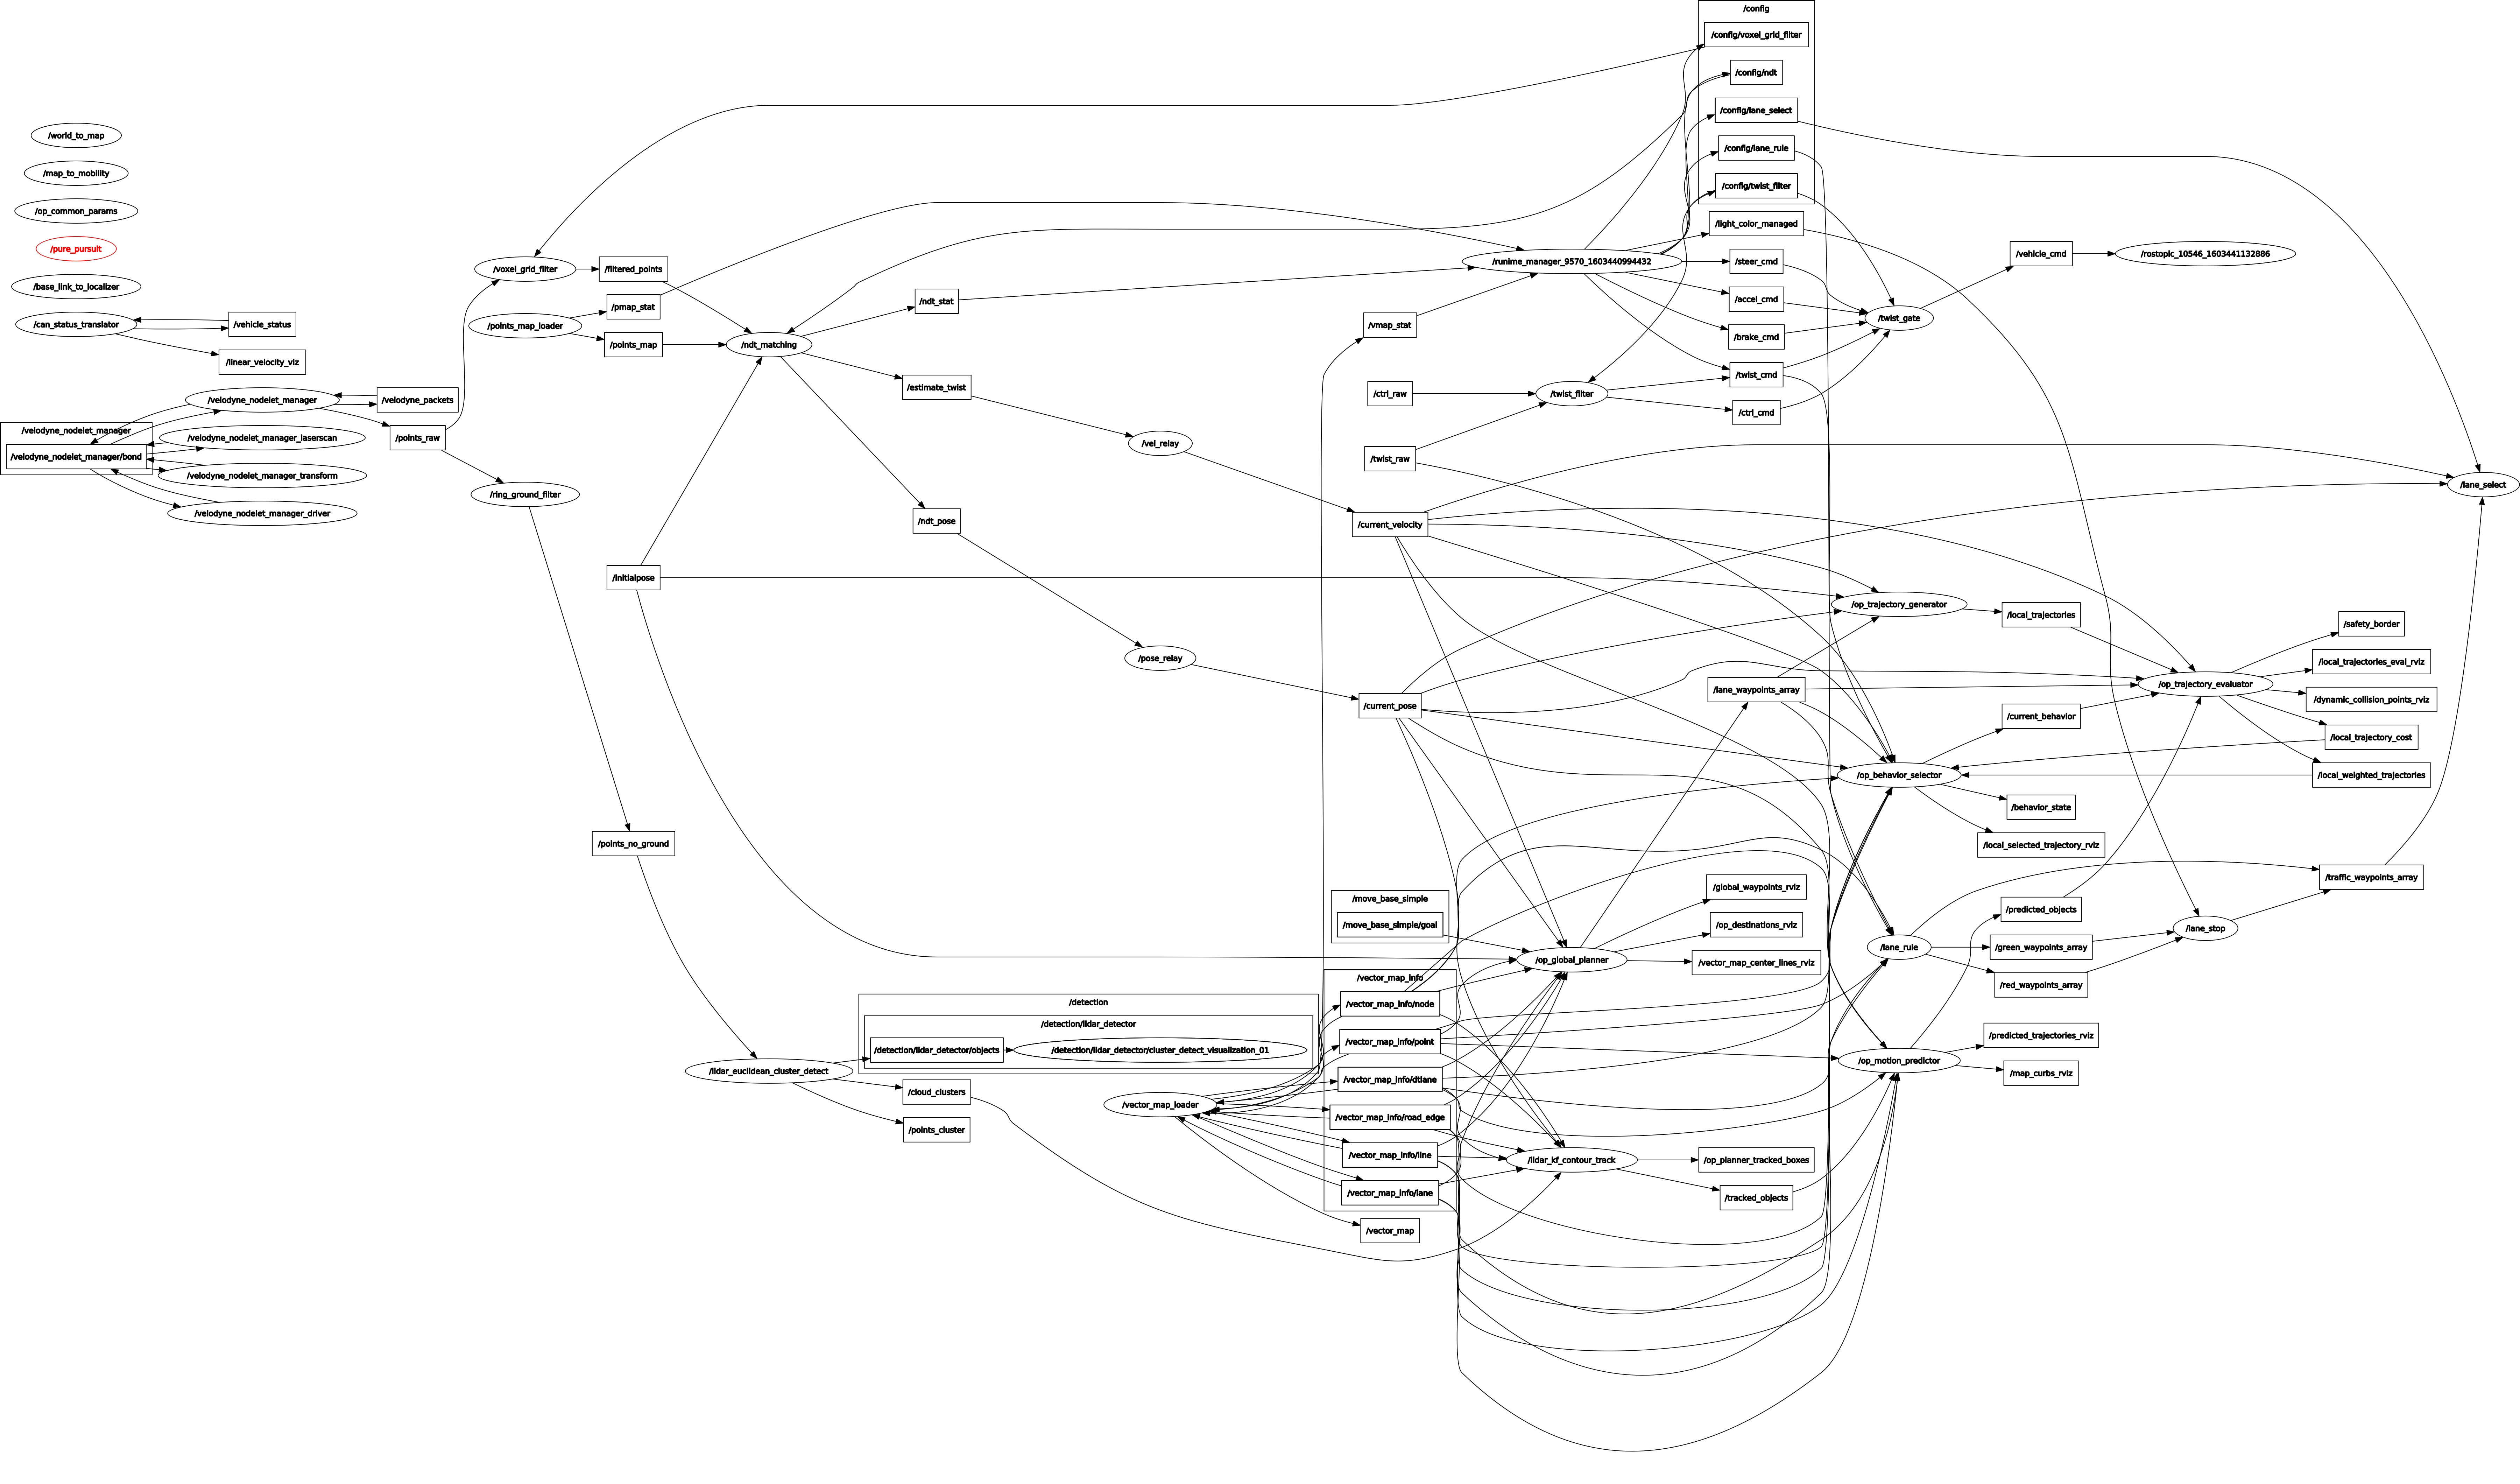 /config
/config/voxel_grid_filter
/config/ndt
/config/lane_select
/config/lane_rule
/config/twist_filter
/world_to_map
/map_to_mobility
/op_common_params
/pure_pursuit
/base_link_to_localizer
/can_status_translator
/vehicle_status
/linear_velocity_viz
/velodyne_nodelet_manager
/velodyne_packets
/velodyne_nodelet_manager
/velodyne_nodelet_manager/bond
/velodyne_nodelet_manager_laserscan
/velodyne_nodelet_manager_transform
/velodyne_nodelet_manager_driver
/points_raw
/voxel_grid_filter
/filtered_points
/pmap_stat
/points_map_loader
/points_map
/ring_ground_filter
/ndt_matching
/ndt_stat
/estimate_twist
/ndt_pose
/initialpose
/points_no_ground
/vel_relay
/pose_relay
/runime_manager_9570_1603440994432
/light_color_managed
/steer_cmd
/accel_cmd
/brake_cmd
/twist_cmd
/ctrl_cmd
/vmap_stat
/ctrl_raw
/twist_filter
/twist_raw
/twist_gate
/vehicle_cmd
/rostopic_10546_1603441132886
/current_velocity
/current_pose
/lane_select
/op_trajectory_generator
/local_trajectories
/lane_waypoints_array
/op_trajectory_evaluator
/safety_border
/local_trajectories_eval_rviz
/dynamic_collision_points_rviz
/local_trajectory_cost
/local_weighted_trajectories
/current_behavior
/op_behavior_selector
/behavior_state
/local_selected_trajectory_rviz
/traffic_waypoints_array
/predicted_objects
/lane_stop
/lane_rule
/green_waypoints_array
/red_waypoints_array
/move_base_simple
/move_base_simple/goal
/global_waypoints_rviz
/op_destinations_rviz
/op_global_planner
/vector_map_center_lines_rviz
/vector_map_info
/vector_map_info/node
/vector_map_info/point
/vector_map_info/dtlane
/vector_map_info/road_edge
/vector_map_info/line
/vector_map_info/lane
/vector_map
/vector_map_loader
/detection
/detection/lidar_detector
/detection/lidar_detector/objects
/detection/lidar_detector/cluster_detect_visualization_01
/lidar_euclidean_cluster_detect
/cloud_clusters
/points_cluster
/lidar_kf_contour_track
/op_planner_tracked_boxes
/tracked_objects
/op_motion_predictor
/predicted_trajectories_rviz
/map_curbs_rviz